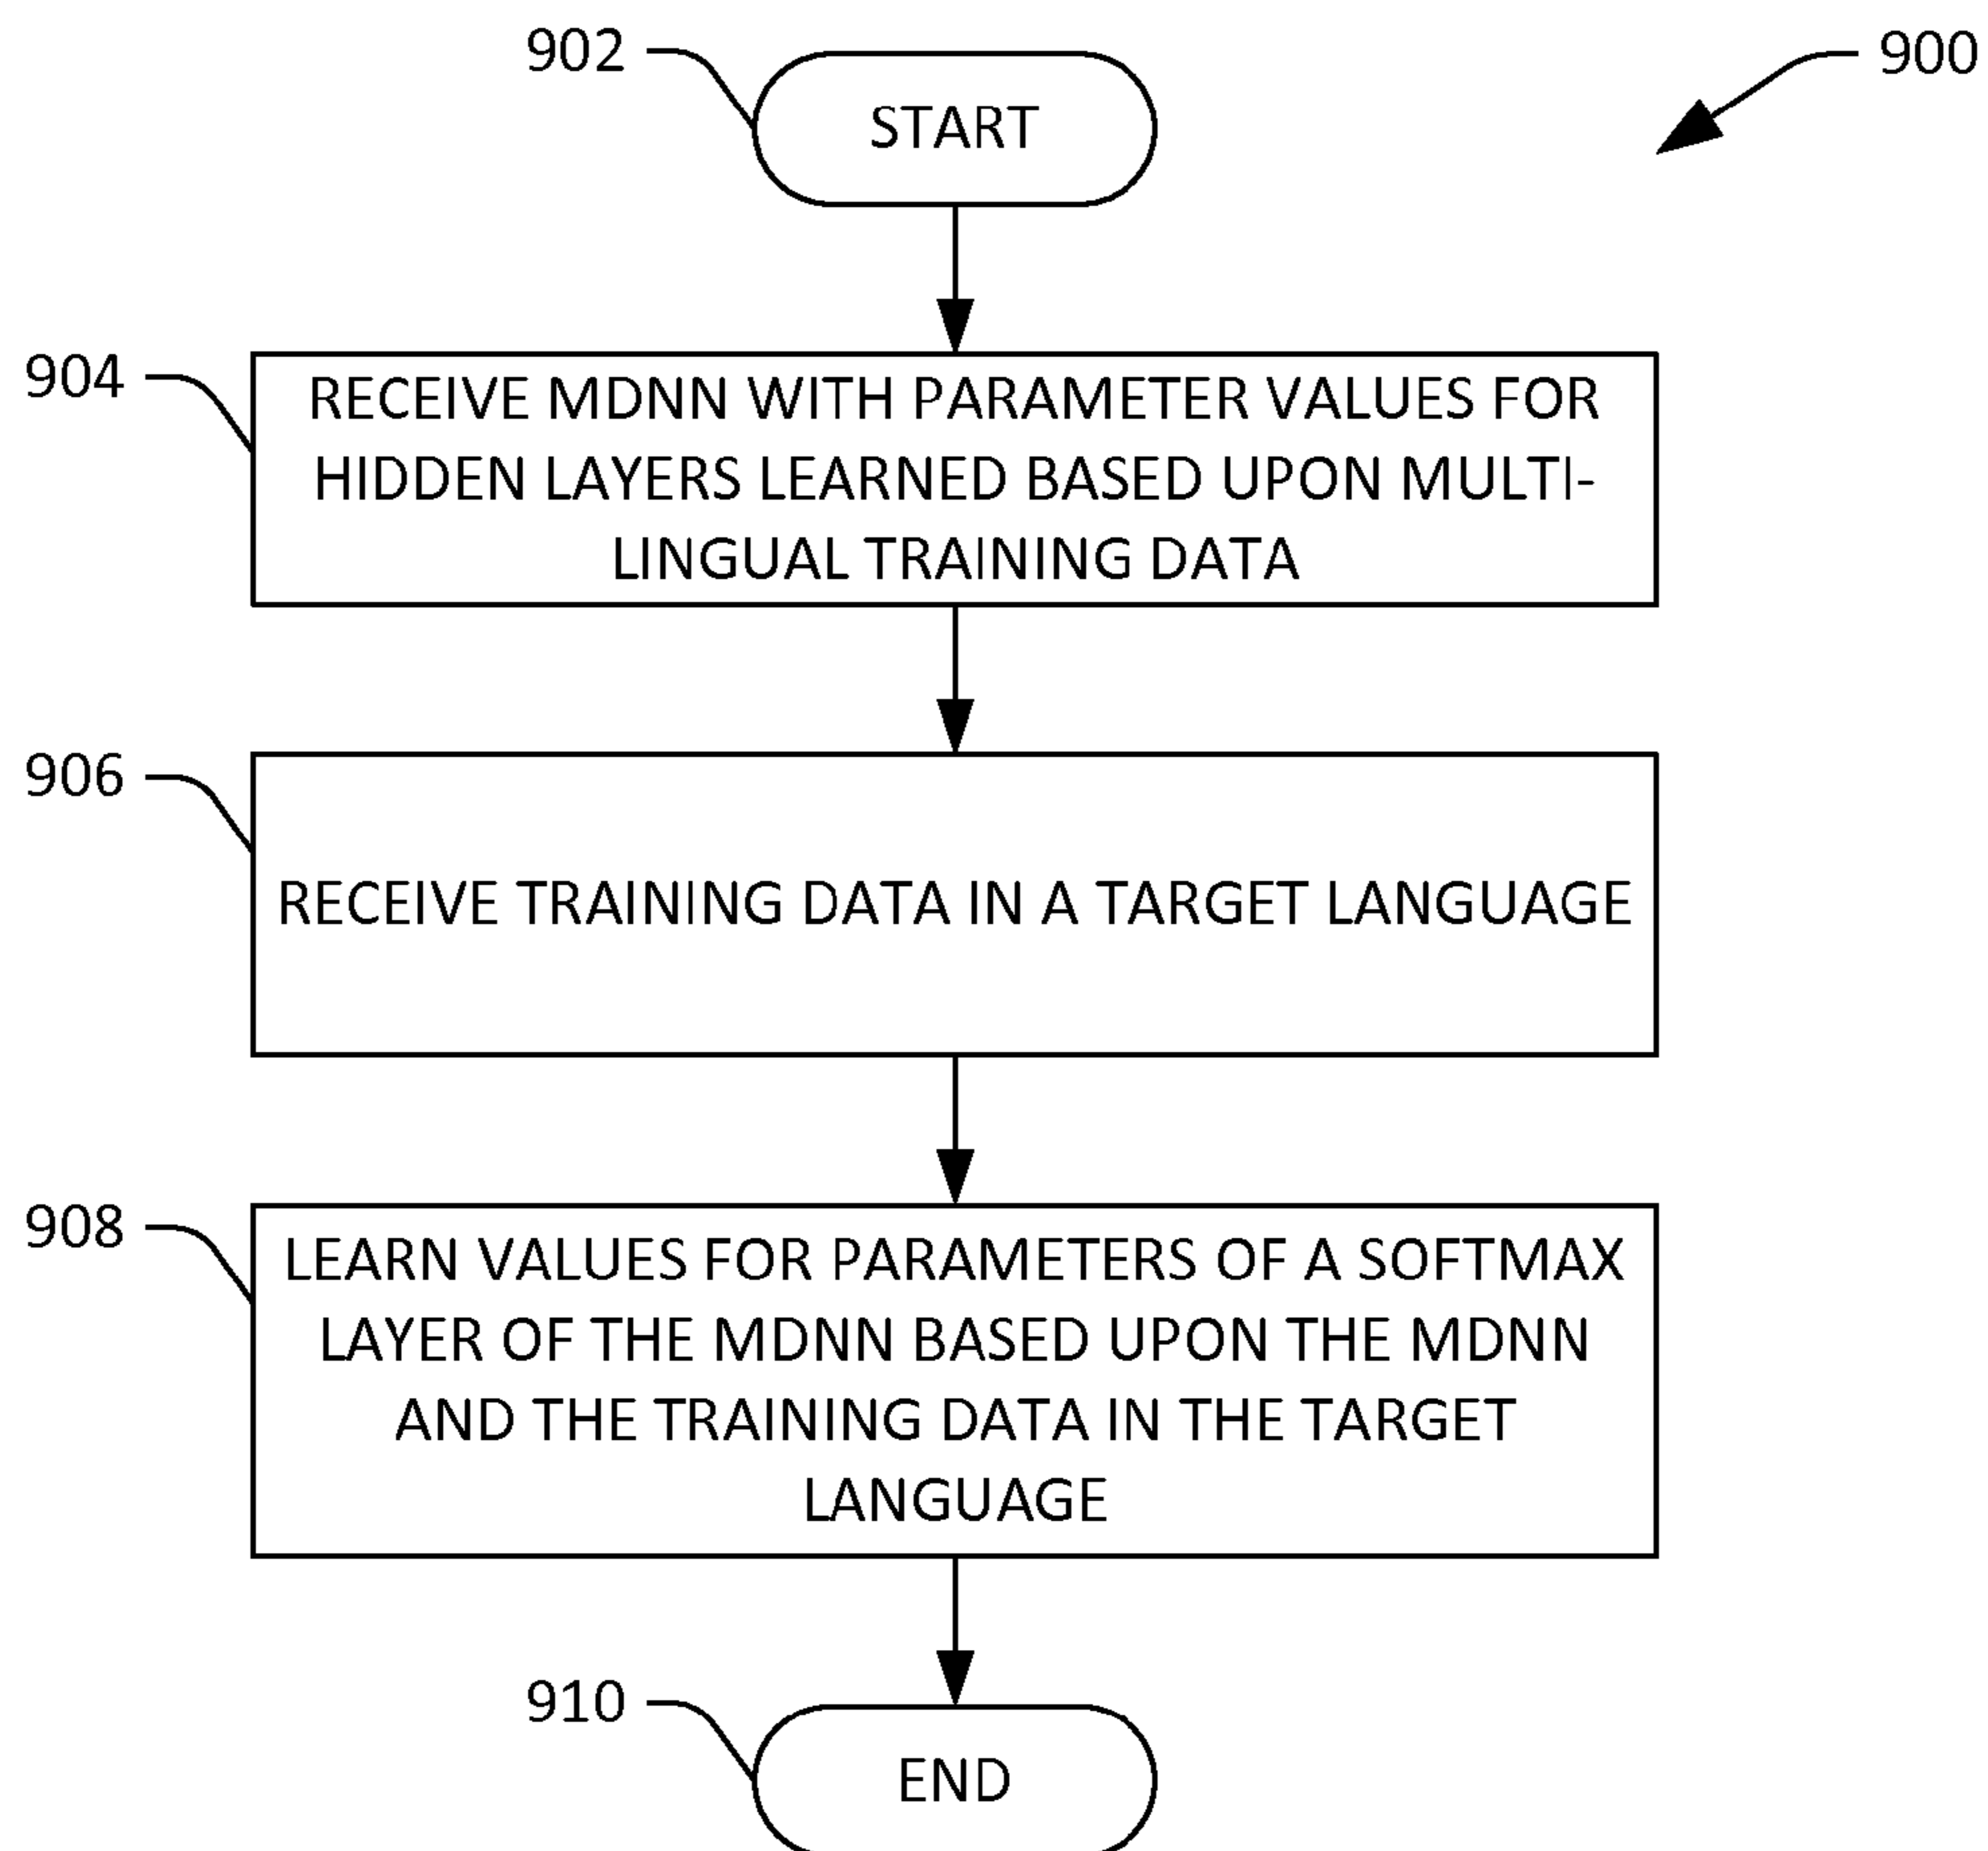 902
900
START
904
RECEIVE MDNN WITH PARAMETER VALUES FOR
HIDDEN LAYERS LEARNED BASED UPON MULTI-
LINGUAL TRAINING DATA
906
RECEIVE TRAINING DATA IN A TARGET LANGUAGE
908
LEARN VALUES FOR PARAMETERS OF A SOFTMAX
LAYER OF THE MDNN BASED UPON THE MDNN
AND THE TRAINING DATA IN THE TARGET
LANGUAGE
910
END